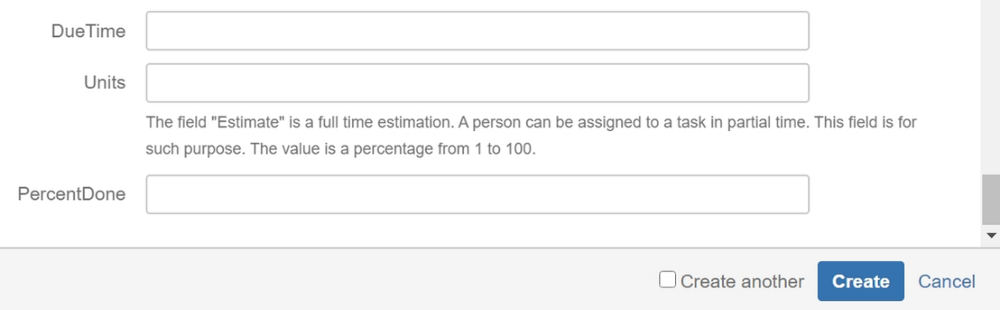 DueTime
Units
The field "Estimate" is a full time estimation. A person can be assigned to a task in partial time. This field is for
such purpose. The value is a percentage from 1 to 100.
PercentDone
Create another Create Cancel